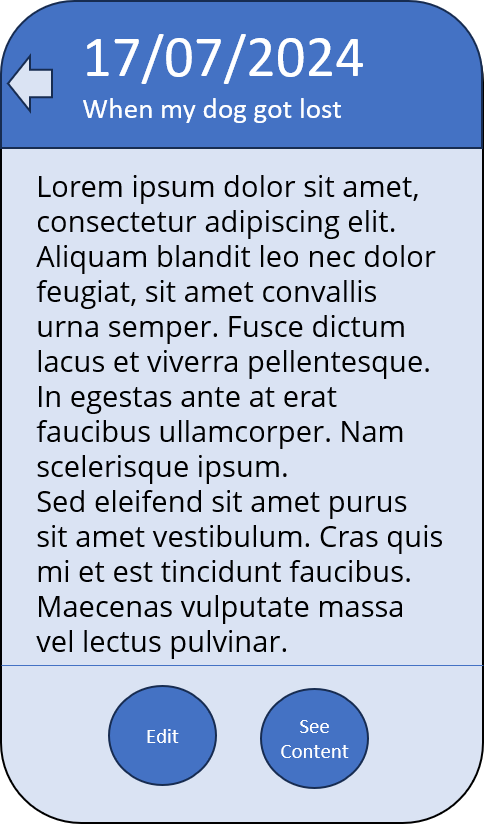 17/07/2024
When my dog got lost
Lorem ipsum dolor sit amet,
consectetur adipiscing elit.
Aliquam blandit leo nec dolor
feugiat, sit amet convallis
urna semper. Fusce dictum
lacus et viverra pellentesque.
In egestas ante at erat
faucibus ullamcorper. Nam
scelerisque ipsum.
Sed eleifend sit amet purus
sit amet vestibulum. Cras quis
mi et est tincidunt faucibus.
Maecenas vulputate massa
vel lectus pulvinar.
Edit
See
Content